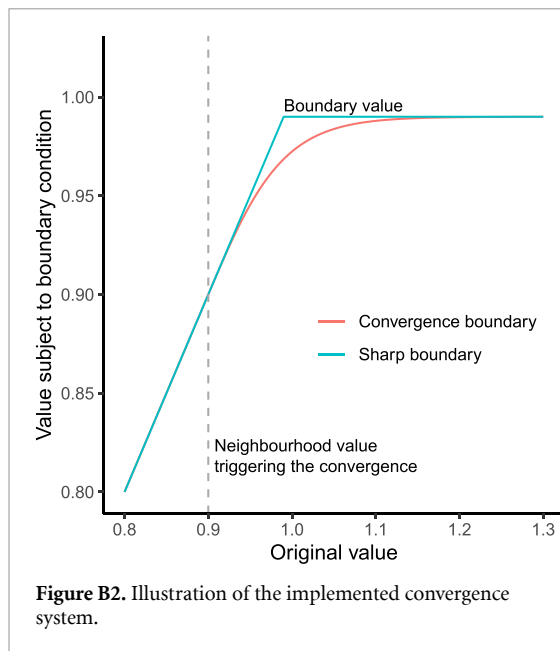 Value subject to boundary condition
1.00
0.95
0.90
0.85
0.80
Boundary value
Convergence boundary
Sharp boundary
Neighbourhood value
triggering the convergence
0.8 0.9 1.0 1.1 1.2 1.3
Original value
Figure B2. Illustration of the implemented convergence
system.